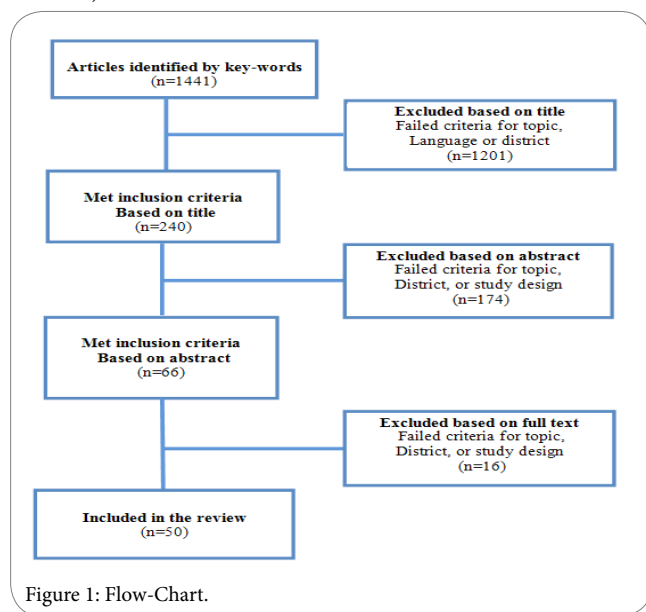 Articles identified by key-words
(n=1441)
Excluded based on title
Failed criteria for topic,
Language or district
(n=1201)
Met inclusion criteria
Based on title
(n=240)
Excluded based on abstract
Failed criteria for topic,
District, or study design
(n=174)
Met inclusion criteria
Based on abstract
(n=66)
Excluded based on full text
Failed criteria for topic,
District, or study design
(n=16)
Included in the review
(n=50)
Figure 1: Flow-Chart.